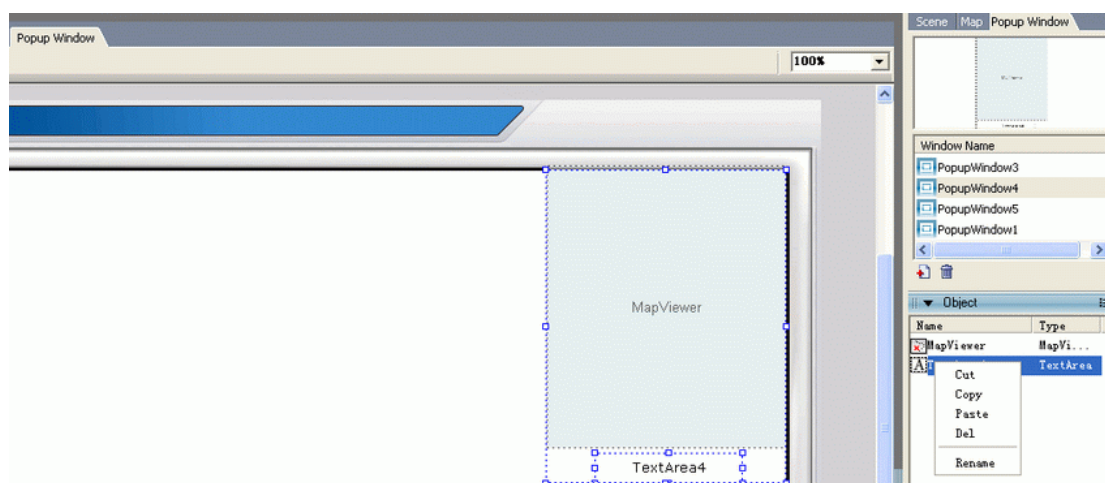 Scene Map Popup Window
Popup Window
100%
MapViewer
TextArea4
Window Name
PopupWindow3
PopupWindow4
PopupWindow5
PopupWindow1
Object
Name Type
MapViewer MapVi...
TextArea
Cut
Copy
Paste
Del
Rename